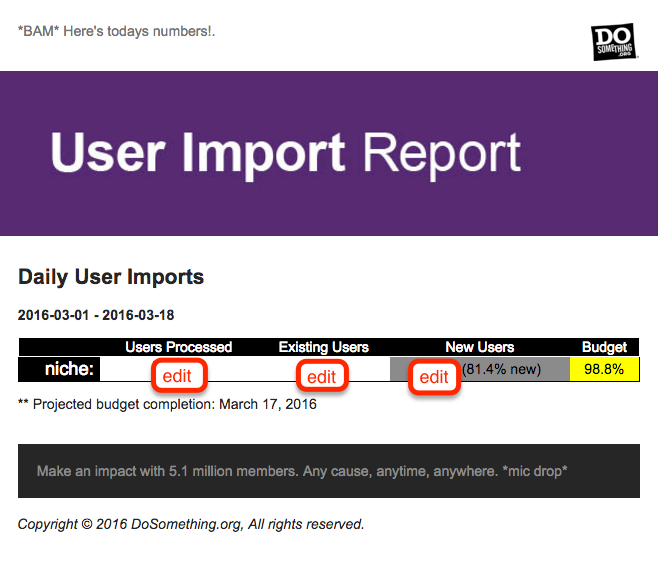 *BAM* Here's todays numbers!.
DO
SOMETHING
.ORG
User Import Report
Daily User Imports
2016-03-01 - 2016-03-18
Users Processed Existing Users New Users Budget
niche: edit edit edit (81.4% new) 98.8%
** Projected budget completion: March 17, 2016
Make an impact with 5.1 million members. Any cause, anytime, anywhere. *mic drop*
Copyright © 2016 DoSomething.org, All rights reserved.